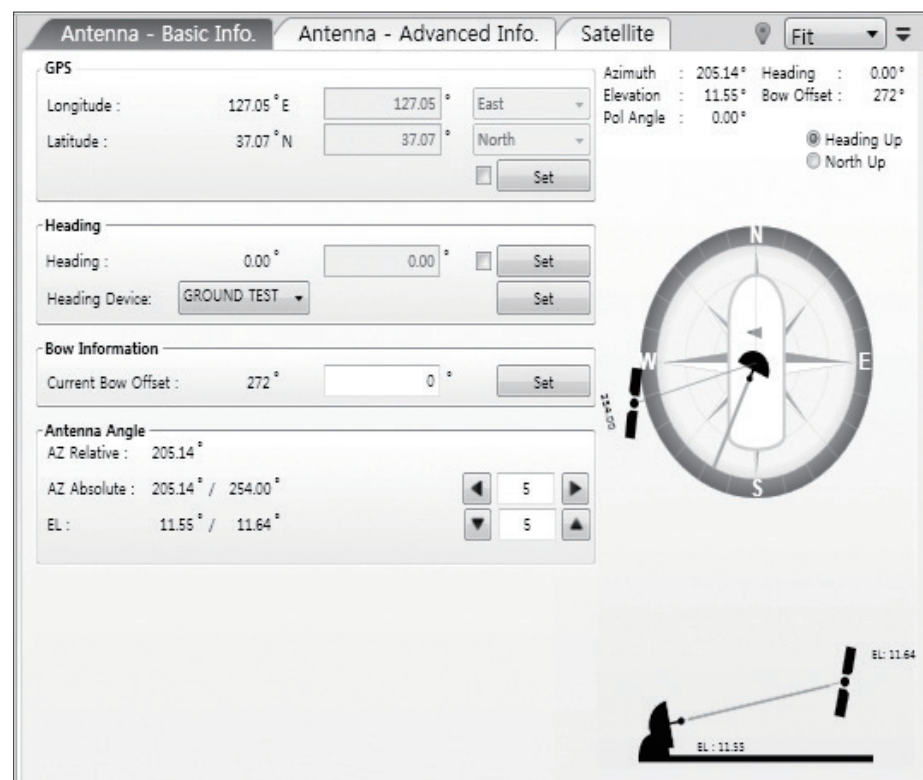 Antenna - Basic Info. Antenna - Advanced Info. Satellite Fit
GPS
Longitude : 127.05 °E 127.05 ° East
Latitude : 37.07 °N 37.07 ° North
Set
Heading
Heading : 0.00 ° 0.00 ° Set
Heading Device: GROUND TEST Set
Bow Information
Current Bow Offset : 272 ° 0 ° Set
Antenna Angle
AZ Relative : 205.14 °
AZ Absolute : 205.14 ° / 254.00 ° 5
EL : 11.55 ° / 11.64 ° 5
Azimuth : 205.14° Heading : 0.00°
Elevation : 11.55° Bow Offset : 272°
Pol Angle : 0.00°
Heading Up
North Up
N
W
E
S
254.00
EL: 11.64
EL : 11.55